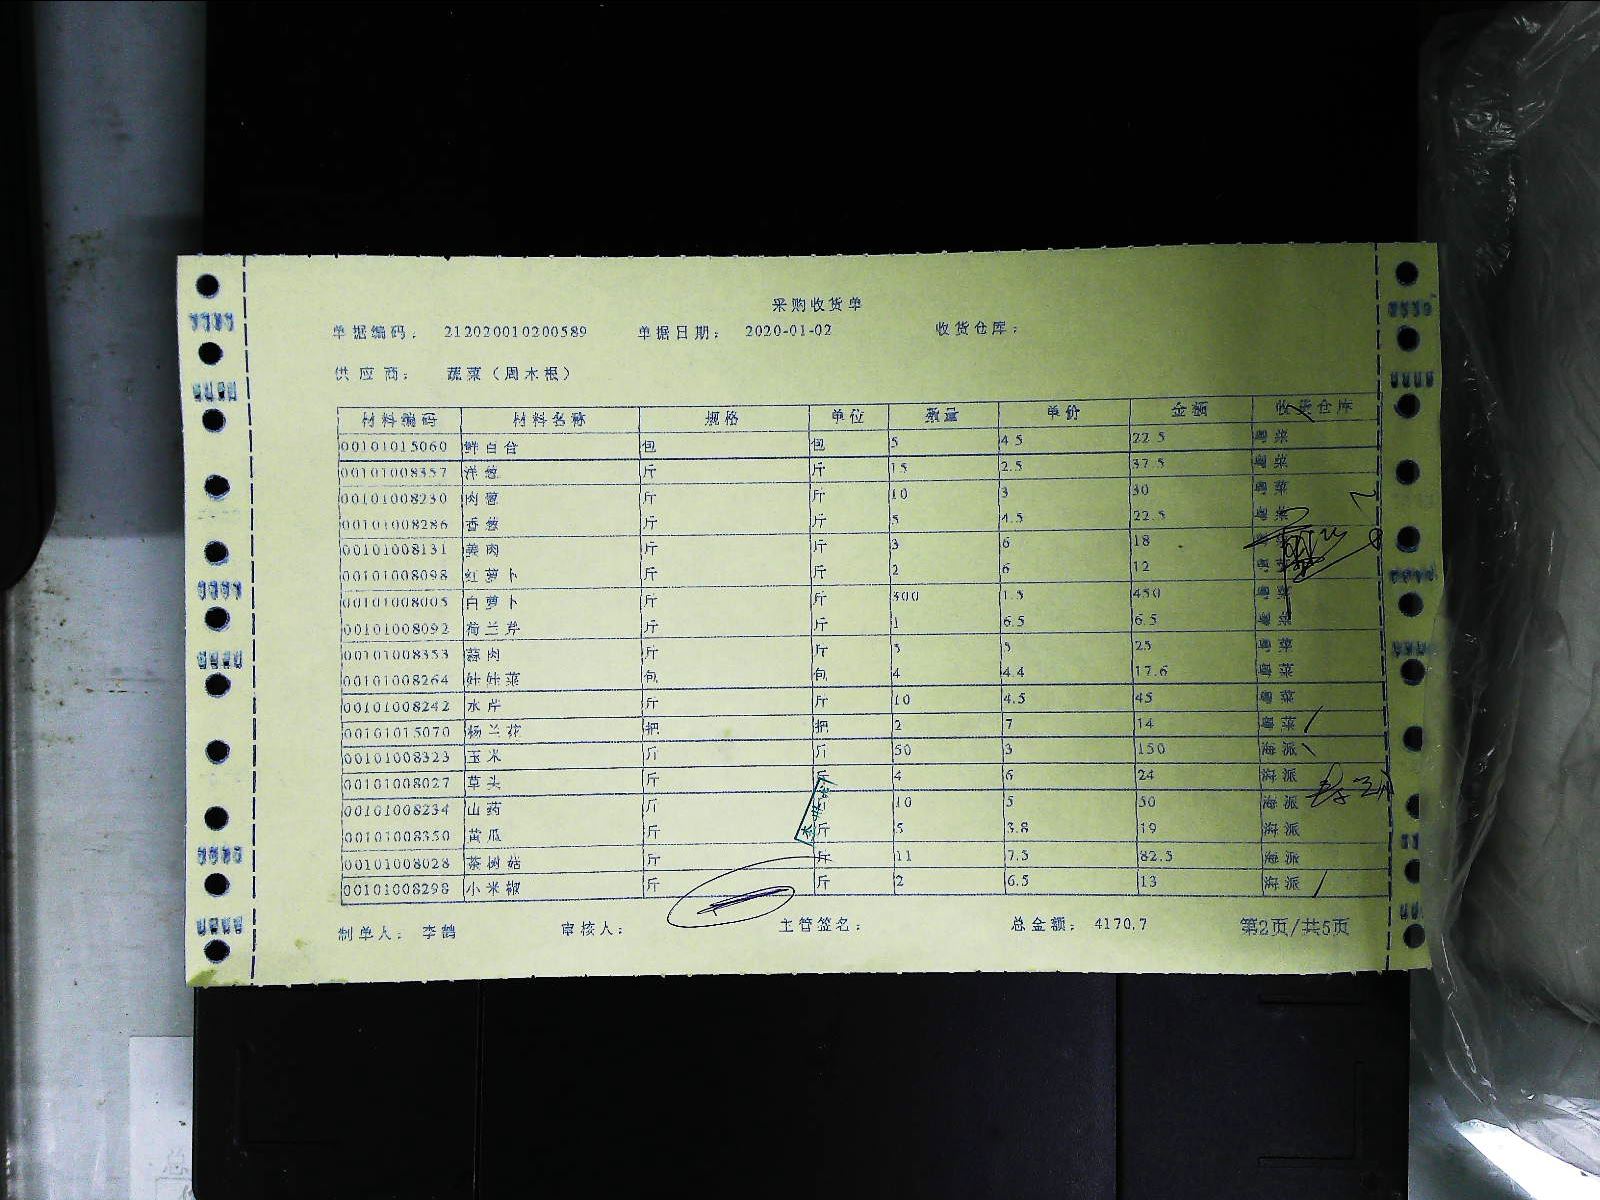 采购收货单
单据编码： 212020010200589 单据日期： 2020-01-02 收货仓库：
供应商： 蔬菜（周木根）
材料编码 材料名称 规格 单位 数量 单价 金额 收货仓库
00101015060 鲜百合 包 包 5 4.5 22.5 粤菜
00101008357 洋葱 斤 斤 15 2.5 37.5 粤菜
00101008230 肉葱 斤 斤 10 3 30 粤菜
00101008286 香葱 斤 斤 5 4.5 22.5 粤菜
00101008131 姜肉 斤 斤 3 6 18
00101008098 红萝卜 斤 斤 2 6 12
00101008005 白萝卜 斤 斤 300 1.5 450 粤菜
00101008092 荷兰芹 斤 斤 1 6.5 6.5 粤菜
00101008353 蒜肉 斤 斤 5 5 25 粤菜
00101008264 娃娃菜 包 包 4 4.4 17.6 粤菜
00101008242 水芹 斤 斤 10 4.5 45 粤菜
00101015070 杨兰花 把 把 2 7 14 粤菜
00101008323 玉米 斤 斤 50 3 150 海派
00101008027 草头 斤 斤 4 6 24 海派
00101008234 山药 斤 10 5 50 海派
00101008350 黄瓜 斤 斤 5 3.8 19 海派
00101008028 茶树菇 斤 斤 11 7.5 82.5 海派
00101008298 小米椒 斤 斤 2 6.5 13 海派
制单人： 李鹤 审核人： 主管签名： 总金额： 4170.7 第2页/共5页